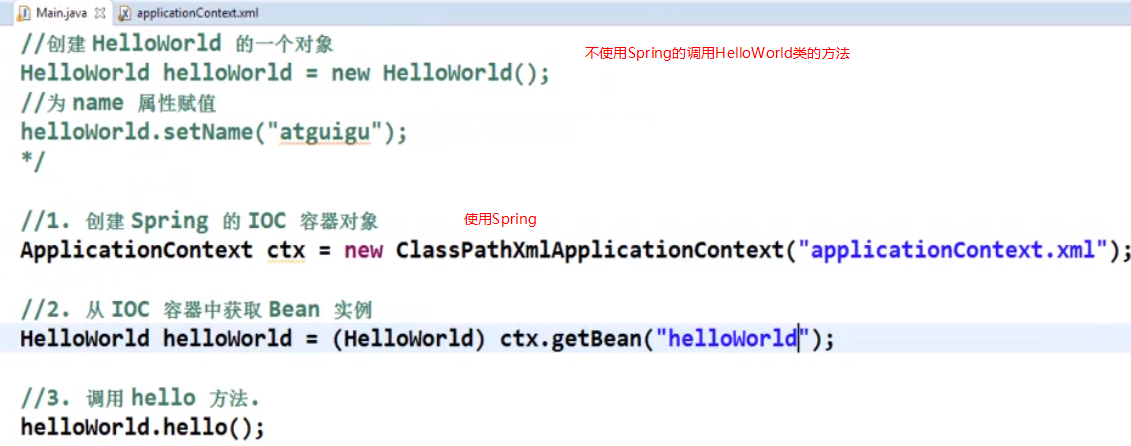 Main.java applicationContext.xml
//创建 HelloWorld 的一个对象
不使用Spring的调用HelloWorld类的方法
HelloWorld helloWorld = new HelloWorld();
//为 name 属性赋值
helloWorld.setName("atguigu");
*/
//1. 创建 Spring 的 IOC 容器对象
使用Spring
ApplicationContext ctx = new ClassPathXmlApplicationContext("applicationContext.xml");
//2. 从 IOC 容器中获取 Bean 实例
HelloWorld helloWorld = (HelloWorld) ctx.getBean("helloWorld");
//3. 调用 hello 方法.
helloWorld.hello();